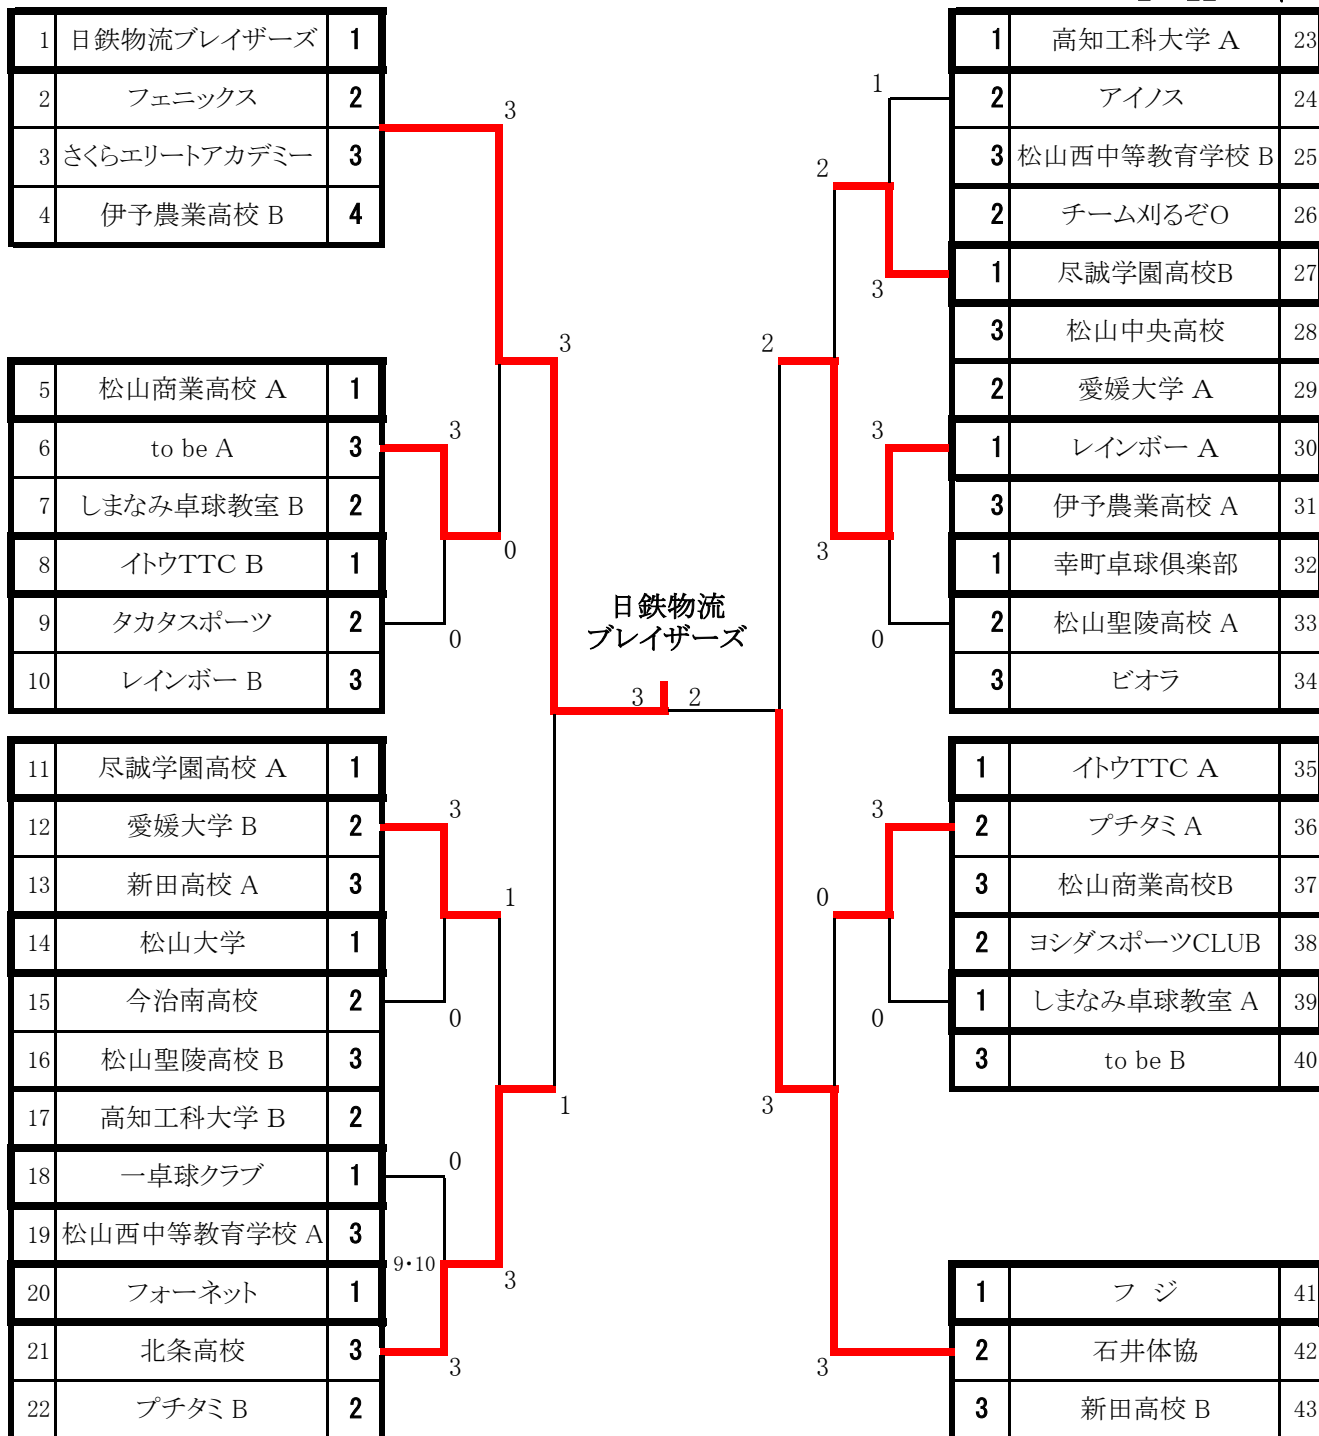 1 日鉄物流ブレイザーズ 1
2 フェニックス 2
3 さくらエリートアカデミー 3
4 伊予農業高校 B 4
5 松山商業高校 A 1
6 to be A 3
7 しまなみ卓球教室 B 2
8 イトウTTC B 1
9 タカタスポーツ 2
10 レインボー B 3
11 尽誠学園高校 A 1
12 愛媛大学 B 2
13 新田高校 A 3
14 松山大学 1
15 今治南高校 2
16 松山聖陵高校 B 3
17 高知工科大学 B 2
18 一卓球クラブ 1
19 松山西中等教育学校 A 3
20 フォーネット 1
21 北条高校 3
22 プチタミ B 2
3
3
3
0
0
3
1
0
1
0
9・10
3
3
日鉄物流
ブレイザーズ
3 2
1
2
3
2
3
3
0
3
0
0
3
3
1 高知工科大学 A 23
2 アイノス 24
3 松山西中等教育学校 B 25
2 チーム刈るぞO 26
1 尽誠学園高校B 27
3 松山中央高校 28
2 愛媛大学 A 29
1 レインボー A 30
3 伊予農業高校 A 31
1 幸町卓球倶楽部 32
2 松山聖陵高校 A 33
3 ビオラ 34
1 イトウTTC A 35
2 プチタミ A 36
3 松山商業高校B 37
2 ヨシダスポーツCLUB 38
1 しまなみ卓球教室 A 39
3 to be B 40
1 フ ジ 41
2 石井体協 42
3 新田高校 B 43